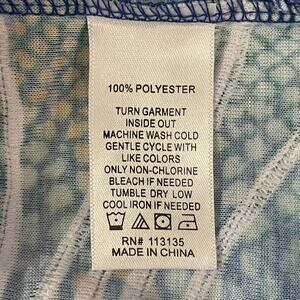 100% POLYESTER
TURN GARMENT
INSIDE OUT
MACHINE WASH COLD
GENTLE CYCLE WITH
LIKE COLORS
ONLY NON-CHLORINE
BLEACH IF NEEDED
TUMBLE DRY LOW
COOL IRON IF NEEDED
RN# 113135
MADE IN CHINA